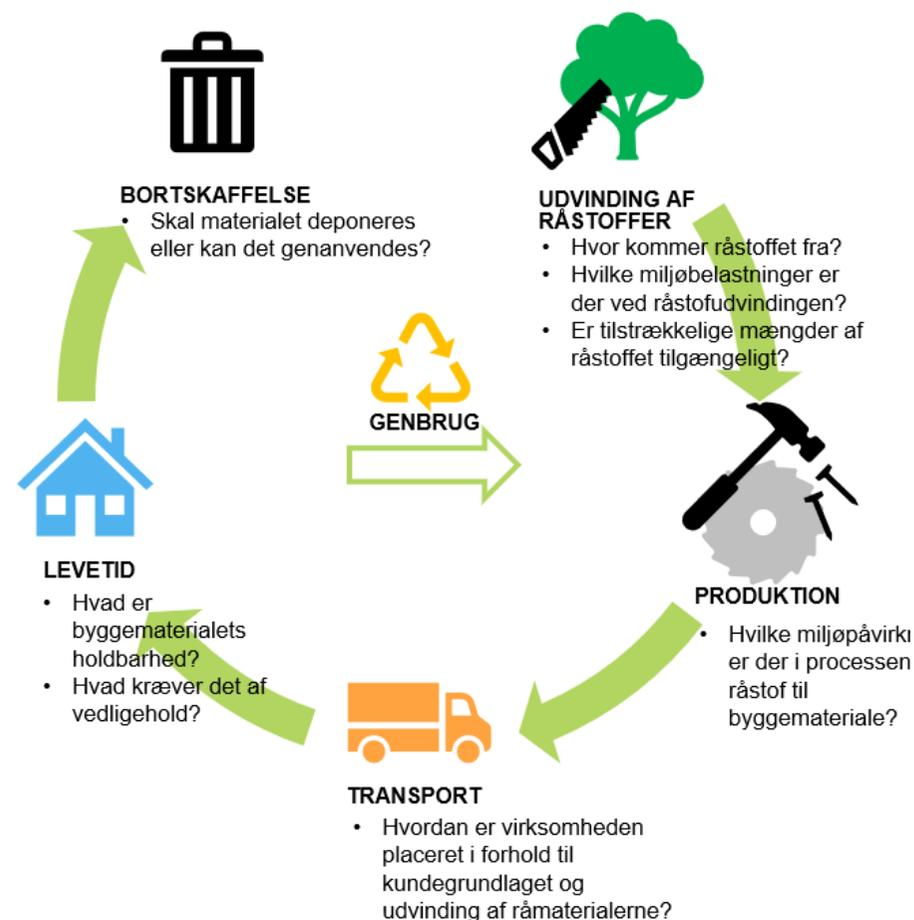 BORTSKAFFELSE
• Skal materialet deponeres
eller kan det genanvendes?
UDVINDING AF
RÅSTOFFER
• Hvor kommer råstoffet fra?
• Hvilke miljøbelastninger er
der ved råstofudvindingen?
• Er tilstrækkelige mængder af
råstoffet tilgængeligt?
GENBRUG
LEVETID
• Hvad er
byggematerialets
holdbarhed?
• Hvad kræver det af
vedligehold?
PRODUKTION
• Hvilke
er der i processen
råstof til
byggemateriale?
TRANSPORT
• Hvordan er virksomheden
placeret i forhold til
kundegrundlaget og
udvinding af råmaterialerne?